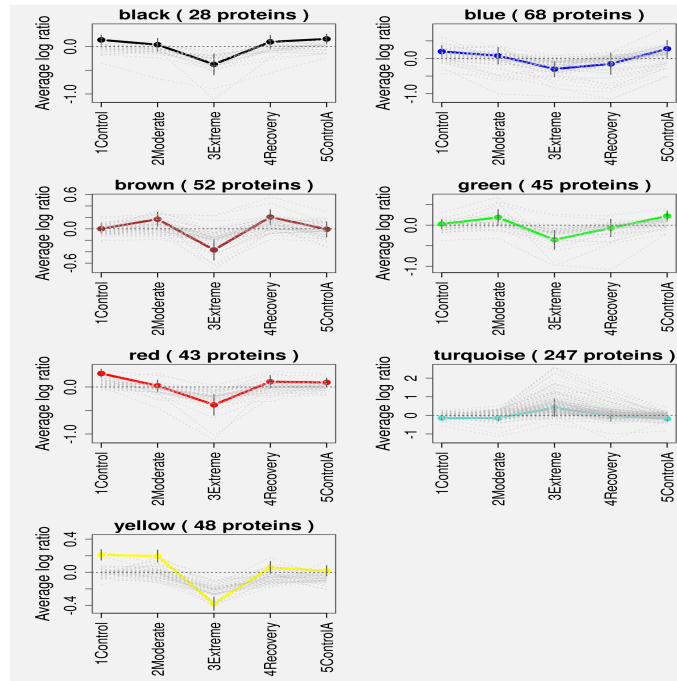 black ( 28 proteins )
Average log ratio
0.0
-1.0
1Control
2Moderate
3Extreme
4Recovery
5ControlA
blue ( 68 proteins )
Average log ratio
0.0
-1.0
1Control
2Moderate
3Extreme
4Recovery
5ControlA
brown ( 52 proteins )
Average log ratio
0.6
0.0
-0.6
1Control
2Moderate
3Extreme
4Recovery
5ControlA
green ( 45 proteins )
Average log ratio
0.0
-1.0
1Control
2Moderate
3Extreme
4Recovery
5ControlA
red ( 43 proteins )
Average log ratio
0.0
-1.0
1Control
2Moderate
3Extreme
4Recovery
5ControlA
turquoise ( 247 proteins )
Average log ratio
2
1
0
-1
1Control
2Moderate
3Extreme
4Recovery
5ControlA
yellow ( 48 proteins )
Average log ratio
0.4
0.0
-0.4
1Control
2Moderate
3Extreme
4Recovery
5ControlA